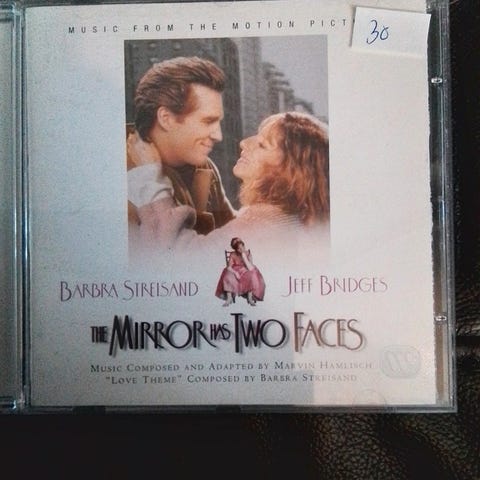 MUSIC FROM THE MOTION PICT
30
BARBRA STREISAND JEFF BRIDGES
THE MIRROR HAS TWO FACES
MUSIC COMPOSED AND ADAPTED BY MARVIN HAMLISCH
"LOVE THEME" COMPOSED BY BARBRA STREISAND